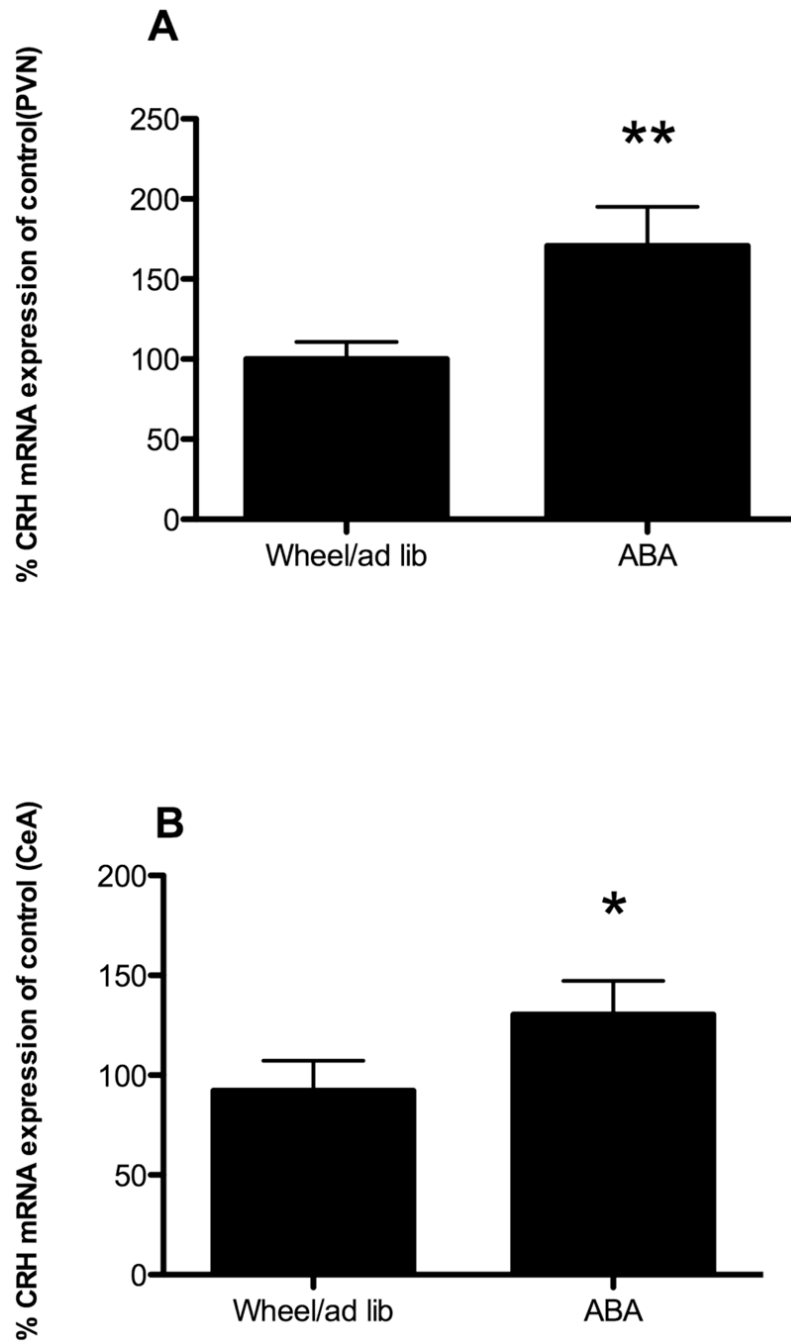 A
% CRH mRNA expression of control(PVN)
250
200
150
100
50
0
**
Wheel/ad lib
ABA
B
% CRH mRNA expression of control (CeA)
200
150
100
50
0
*
Wheel/ad lib
ABA